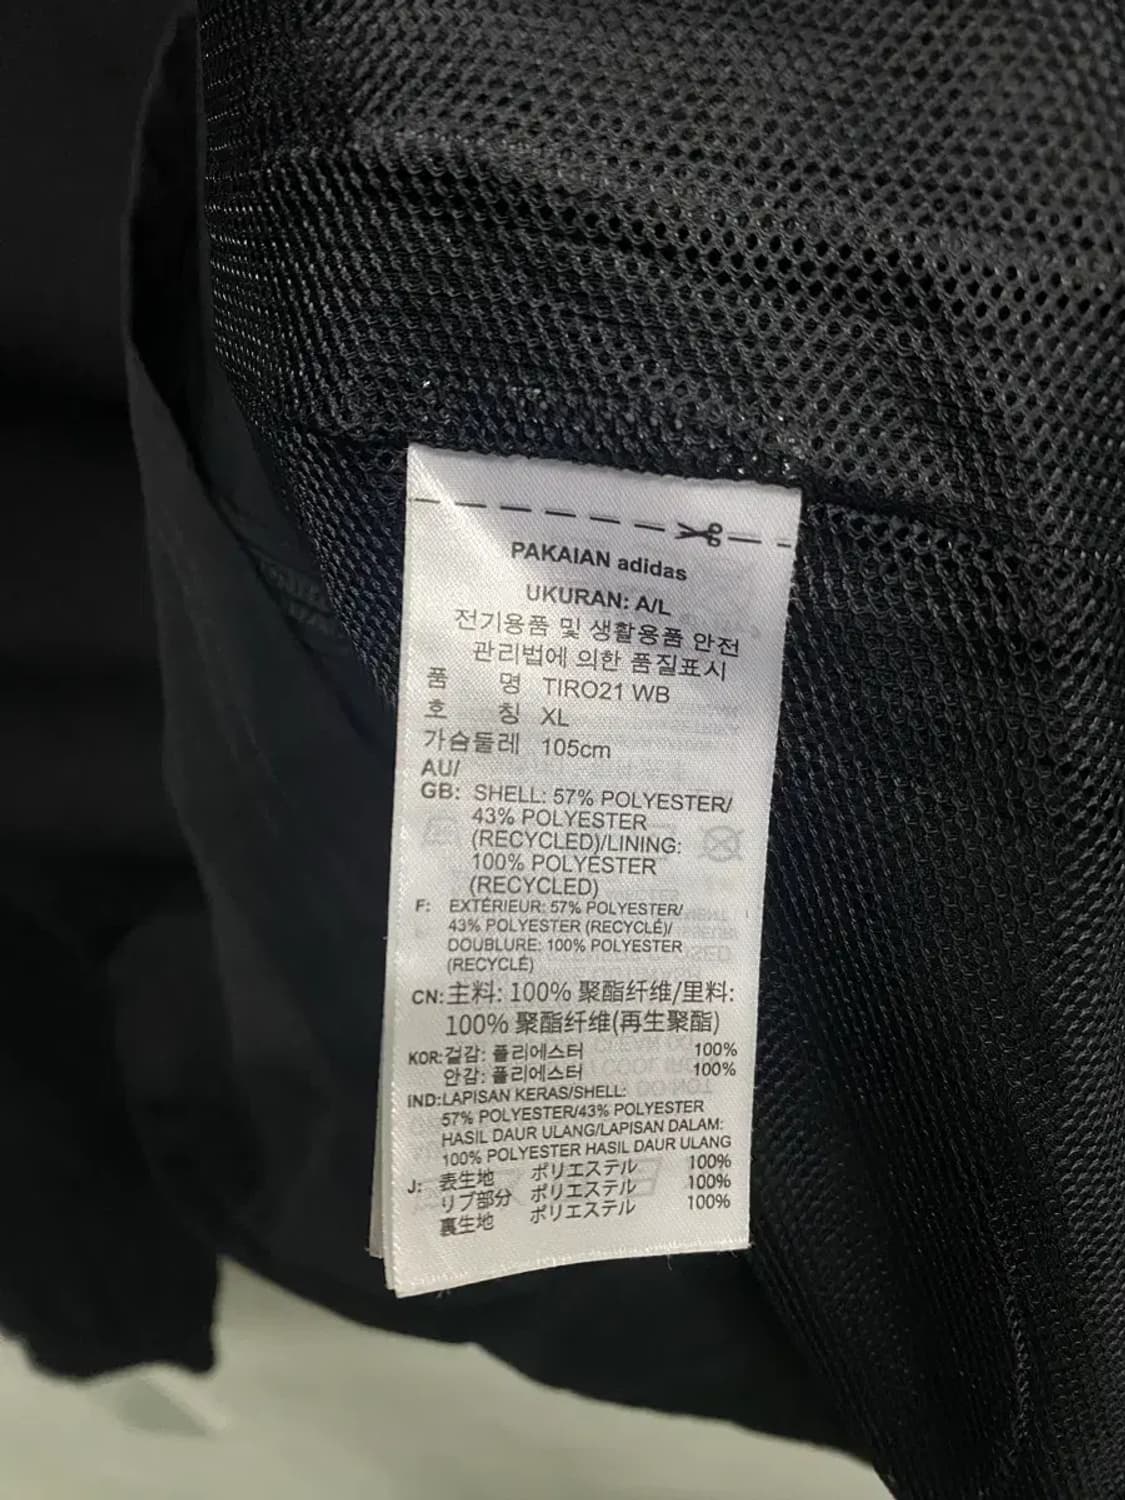 PAKAIAN adidas
UKURAN: A/L
전기용품 및 생활용품 안전
관리법에 의한 품질표시
품 명 TIRO21 WB
호 칭 XL
가슴둘레 105cm
AU/
GB: SHELL: 57% POLYESTER/
43% POLYESTER
(RECYCLED)/LINING:
100% POLYESTER
(RECYCLED)
F: EXTÉRIEUR: 57% POLYESTER/
43% POLYESTER (RECYCLÉ)/
DOUBLURE: 100% POLYESTER
(RECYCLÉ)
CN: 主料: 100% 聚酯纤维/里料:
100% 聚酯纤维(再生聚酯)
KOR: 겉감: 폴리에스터 100%
안감: 폴리에스터 100%
IND: LAPISAN KERAS/SHELL:
57% POLYESTER/43% POLYESTER
HASIL DAUR ULANG/LAPISAN DALAM:
100% POLYESTER HASIL DAUR ULANG
J: 表生地 ポリエステル 100%
リブ部分 ポリエステル 100%
裏生地 ポリエステル 100%